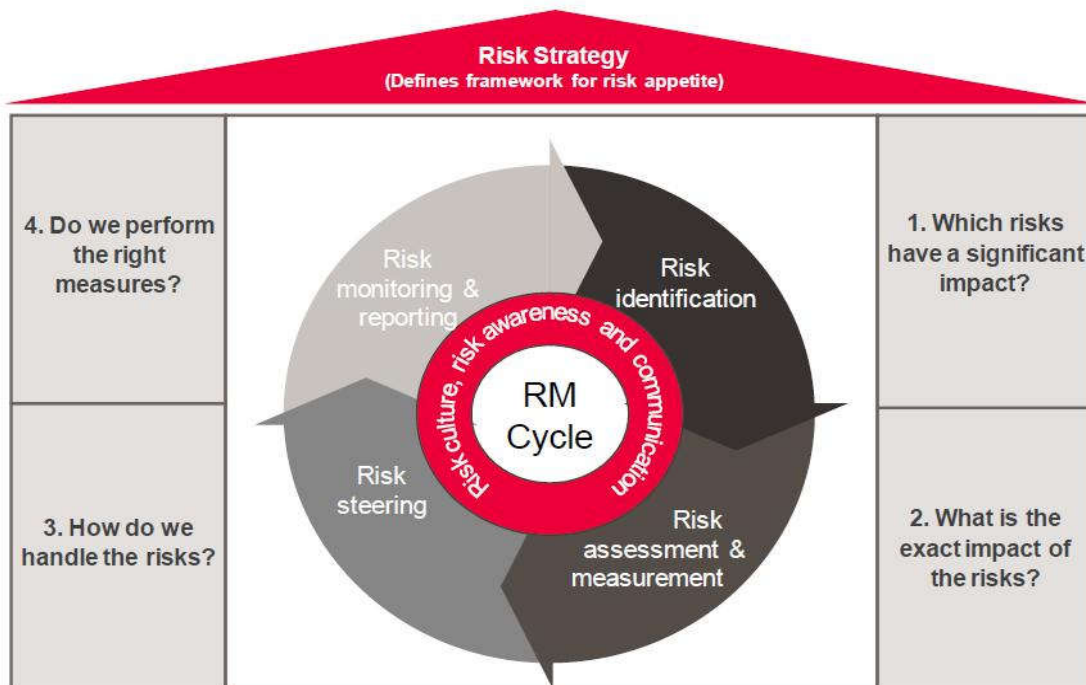 Risk Strategy
(Defines framework for risk appetite)
4. Do we perform
the right
measures?
1. Which risks
have a significant
impact?
Risk
monitoring &
reporting
Risk
identification
Risk culture, risk awareness and communication
RM
Cycle
Risk
steering
Risk
assessment &
measurement
3. How do we
handle the risks?
2. What is the
exact impact of
the risks?